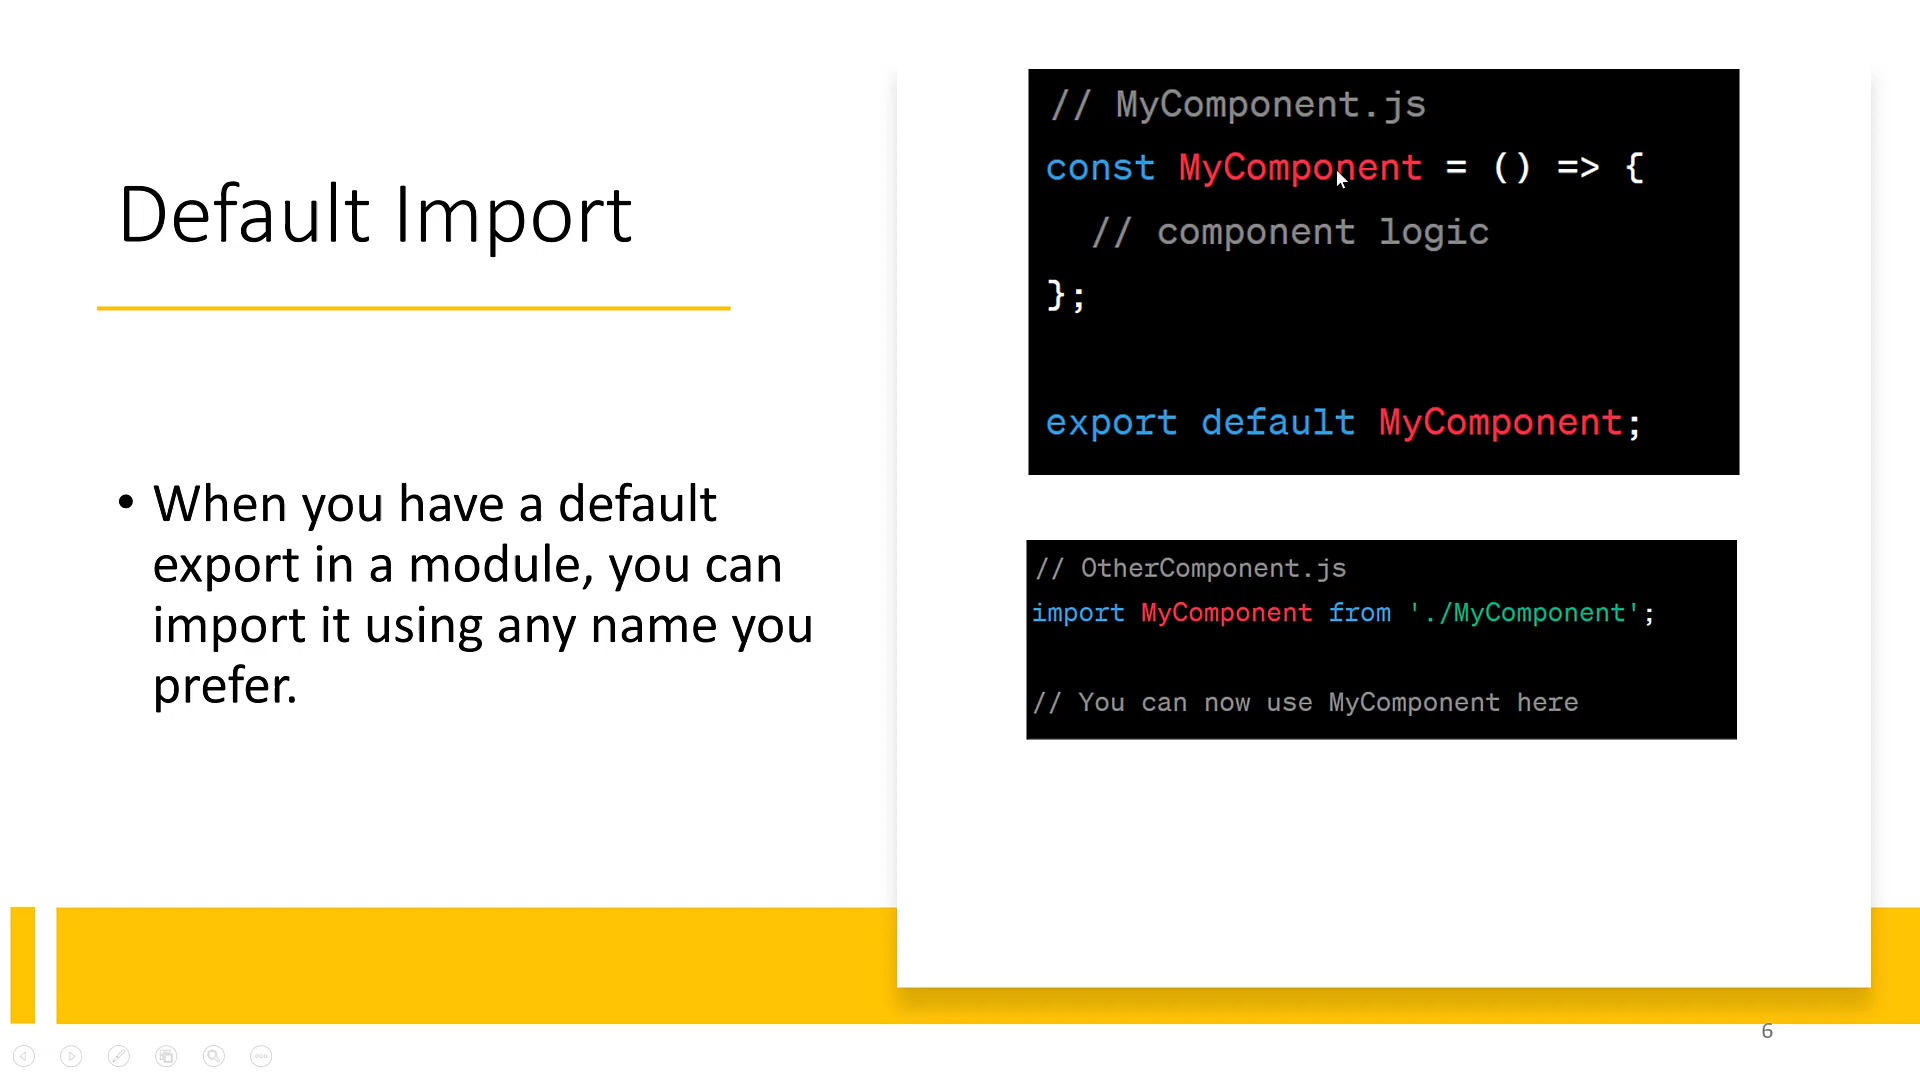 Default Import
• When you have a default
export in a module, you can
import it using any name you
prefer.
// MyComponent.js
const MyComponent = () => {
// component logic
};
export default MyComponent;
// OtherComponent.js
import MyComponent from './MyComponent';
// You can now use MyComponent here
6